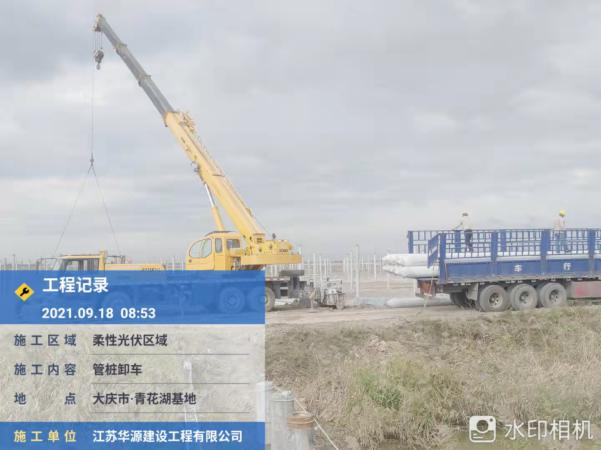 工程记录
2021.09.18 08:53
施工区域 柔性光伏区域
施工内容 管桩卸车
地点 大庆市·青花湖基地
施工单位 江苏华源建设工程有限公司
车 行
水印相机